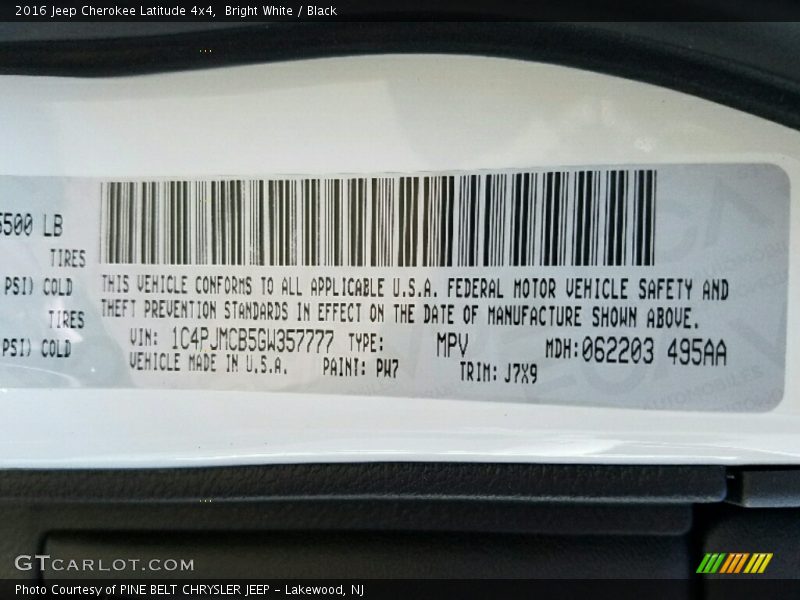 2016 Jeep Cherokee Latitude 4x4,  Bright White / Black
5500 LB
TIRES
PSI) COLD
TIRES
PSI) COLD
THIS VEHICLE CONFORMS TO ALL APPLICABLE U.S.A. FEDERAL MOTOR VEHICLE SAFETY AND
THEFT PREVENTION STANDARDS IN EFFECT ON THE DATE OF MANUFACTURE SHOWN ABOVE.
VIN: 1C4PJMCB5GW357777 TYPE: MPV MDH:062203 495AA
VEHICLE MADE IN U.S.A. PAINT: PW7 TRIM: J7X9
GTCARLOT.COM
Photo Courtesy of PINE BELT CHRYSLER JEEP - Lakewood, NJ